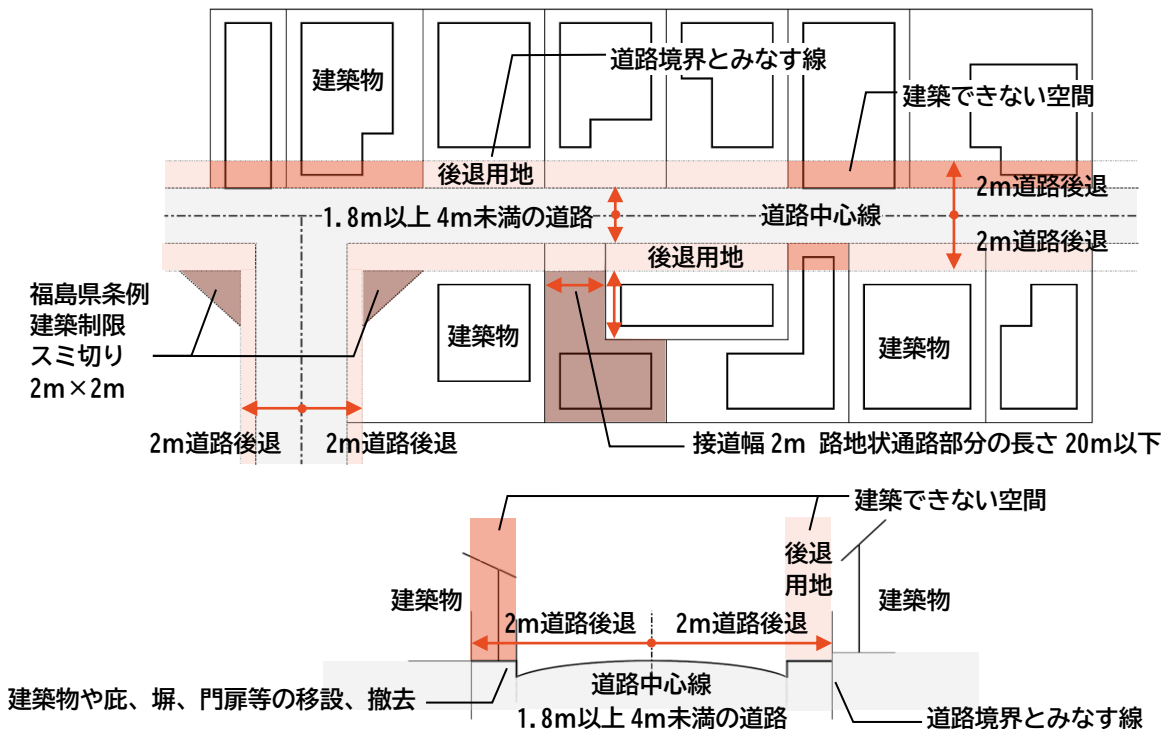 道路境界とみなす線
建築物
建築できない空間
後退用地
2m道路後退
1.8m以上4m未満の道路
道路中心線
2m道路後退
後退用地
福島県条例
建築制限
スミ切り
2m×2m
建築物
建築物
2m道路後退
2m道路後退
接道幅2m 路地状通路部分の長さ20m以下
建築できない空間
後退
用地
建築物
建築物
2m道路後退
2m道路後退
道路中心線
建築物や庇、塀、門扉等の移設、撤去
1.8m以上4m未満の道路
道路境界とみなす線